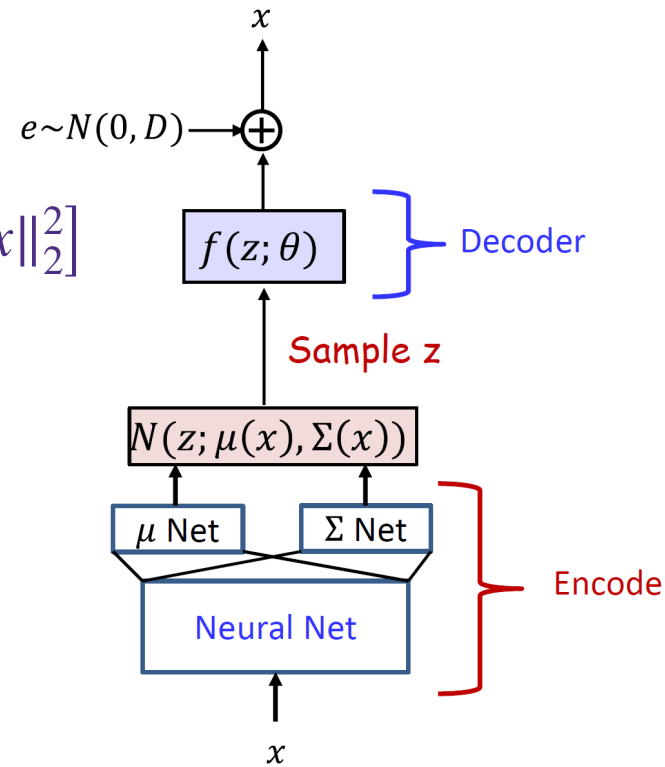 x
e~N(0, D)
+
x‖₂²]
f(z; θ)
Decoder
Sample z
N(z; μ(x), Σ(x))
μ Net
Σ Net
Encode
Neural Net
x